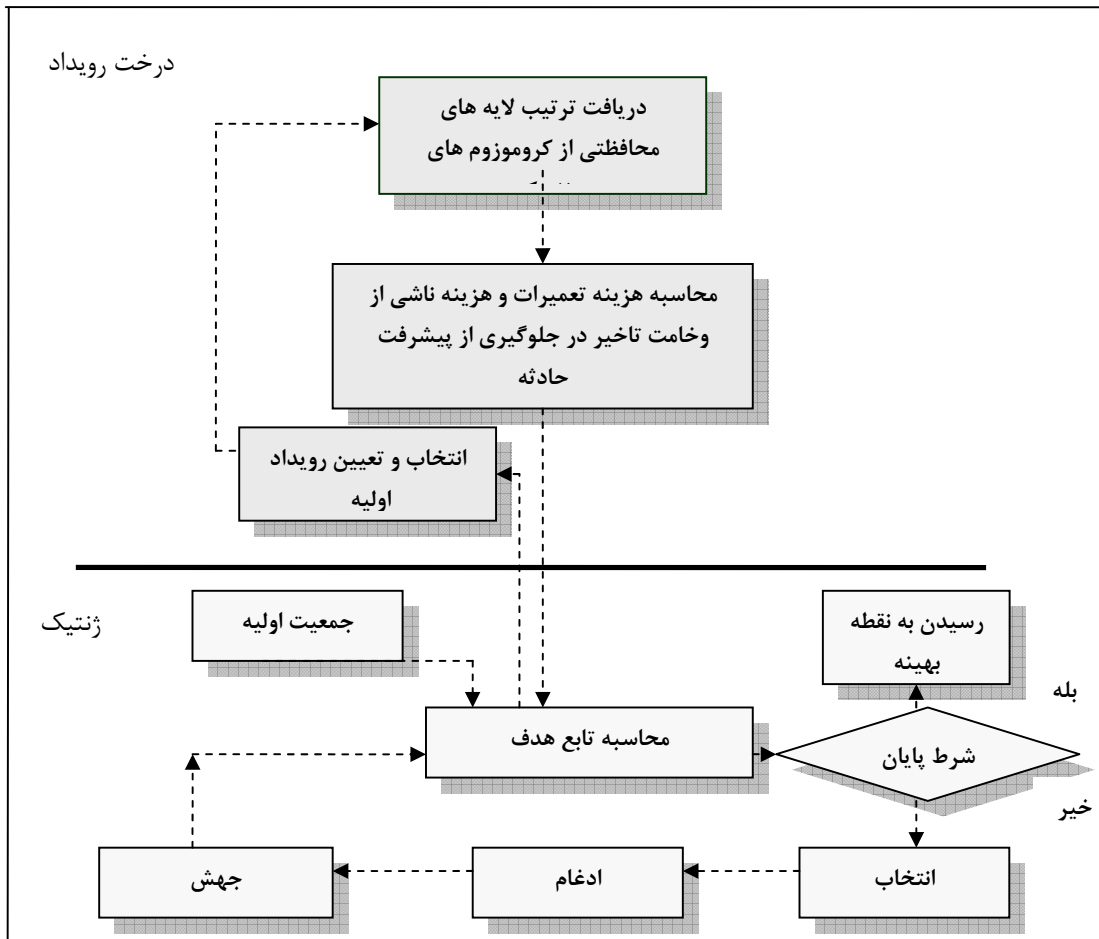 درخت رویداد
دریافت ترتیب لایه های
محافظتی از کروموزوم های
محاسبه هزینه تعمیرات و هزینه ناشی از
وخامت تاخیر در جلوگیری از پیشرفت
حادثه
انتخاب و تعیین رویداد
اولیه
ژنتیک
جمعیت اولیه
رسیدن به نقطه
بهینه
بله
محاسبه تابع هدف
شرط پایان
خیر
انتخاب
ادغام
جهش